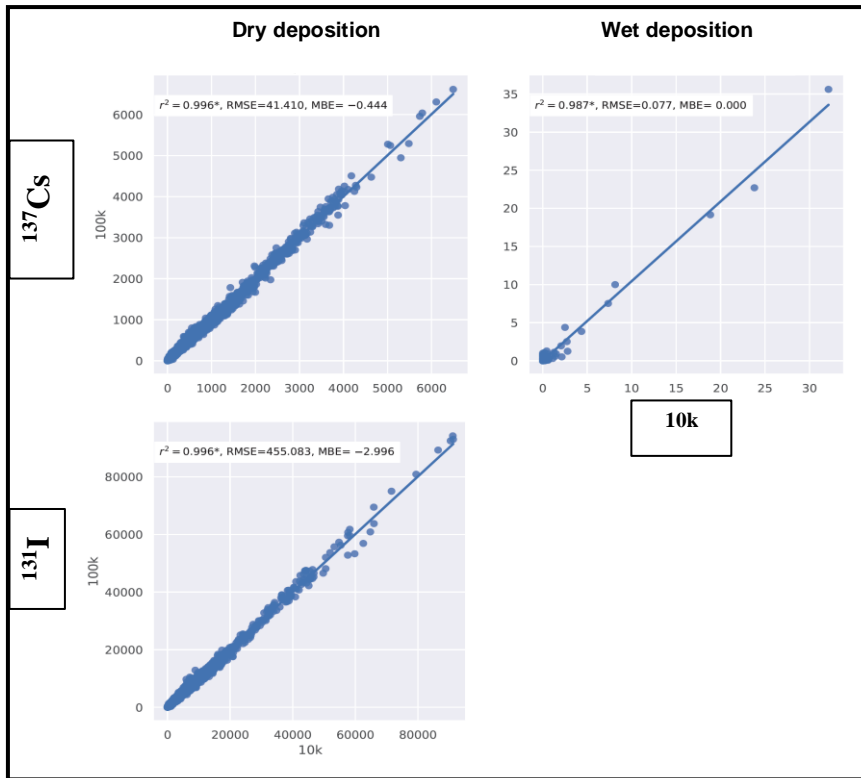 Dry deposition
Wet deposition
¹³⁷Cs
r² = 0.996*, RMSE=41.410, MBE= −0.444
100k
6000
5000
4000
3000
2000
1000
0
0 1000 2000 3000 4000 5000 6000
r² = 0.987*, RMSE=0.077, MBE= 0.000
35
30
25
20
15
10
5
0
0 5 10 15 20 25 30
10k
¹³¹I
r² = 0.996*, RMSE=455.083, MBE= −2.996
100k
80000
60000
40000
20000
0
0 20000 40000 60000 80000
10k